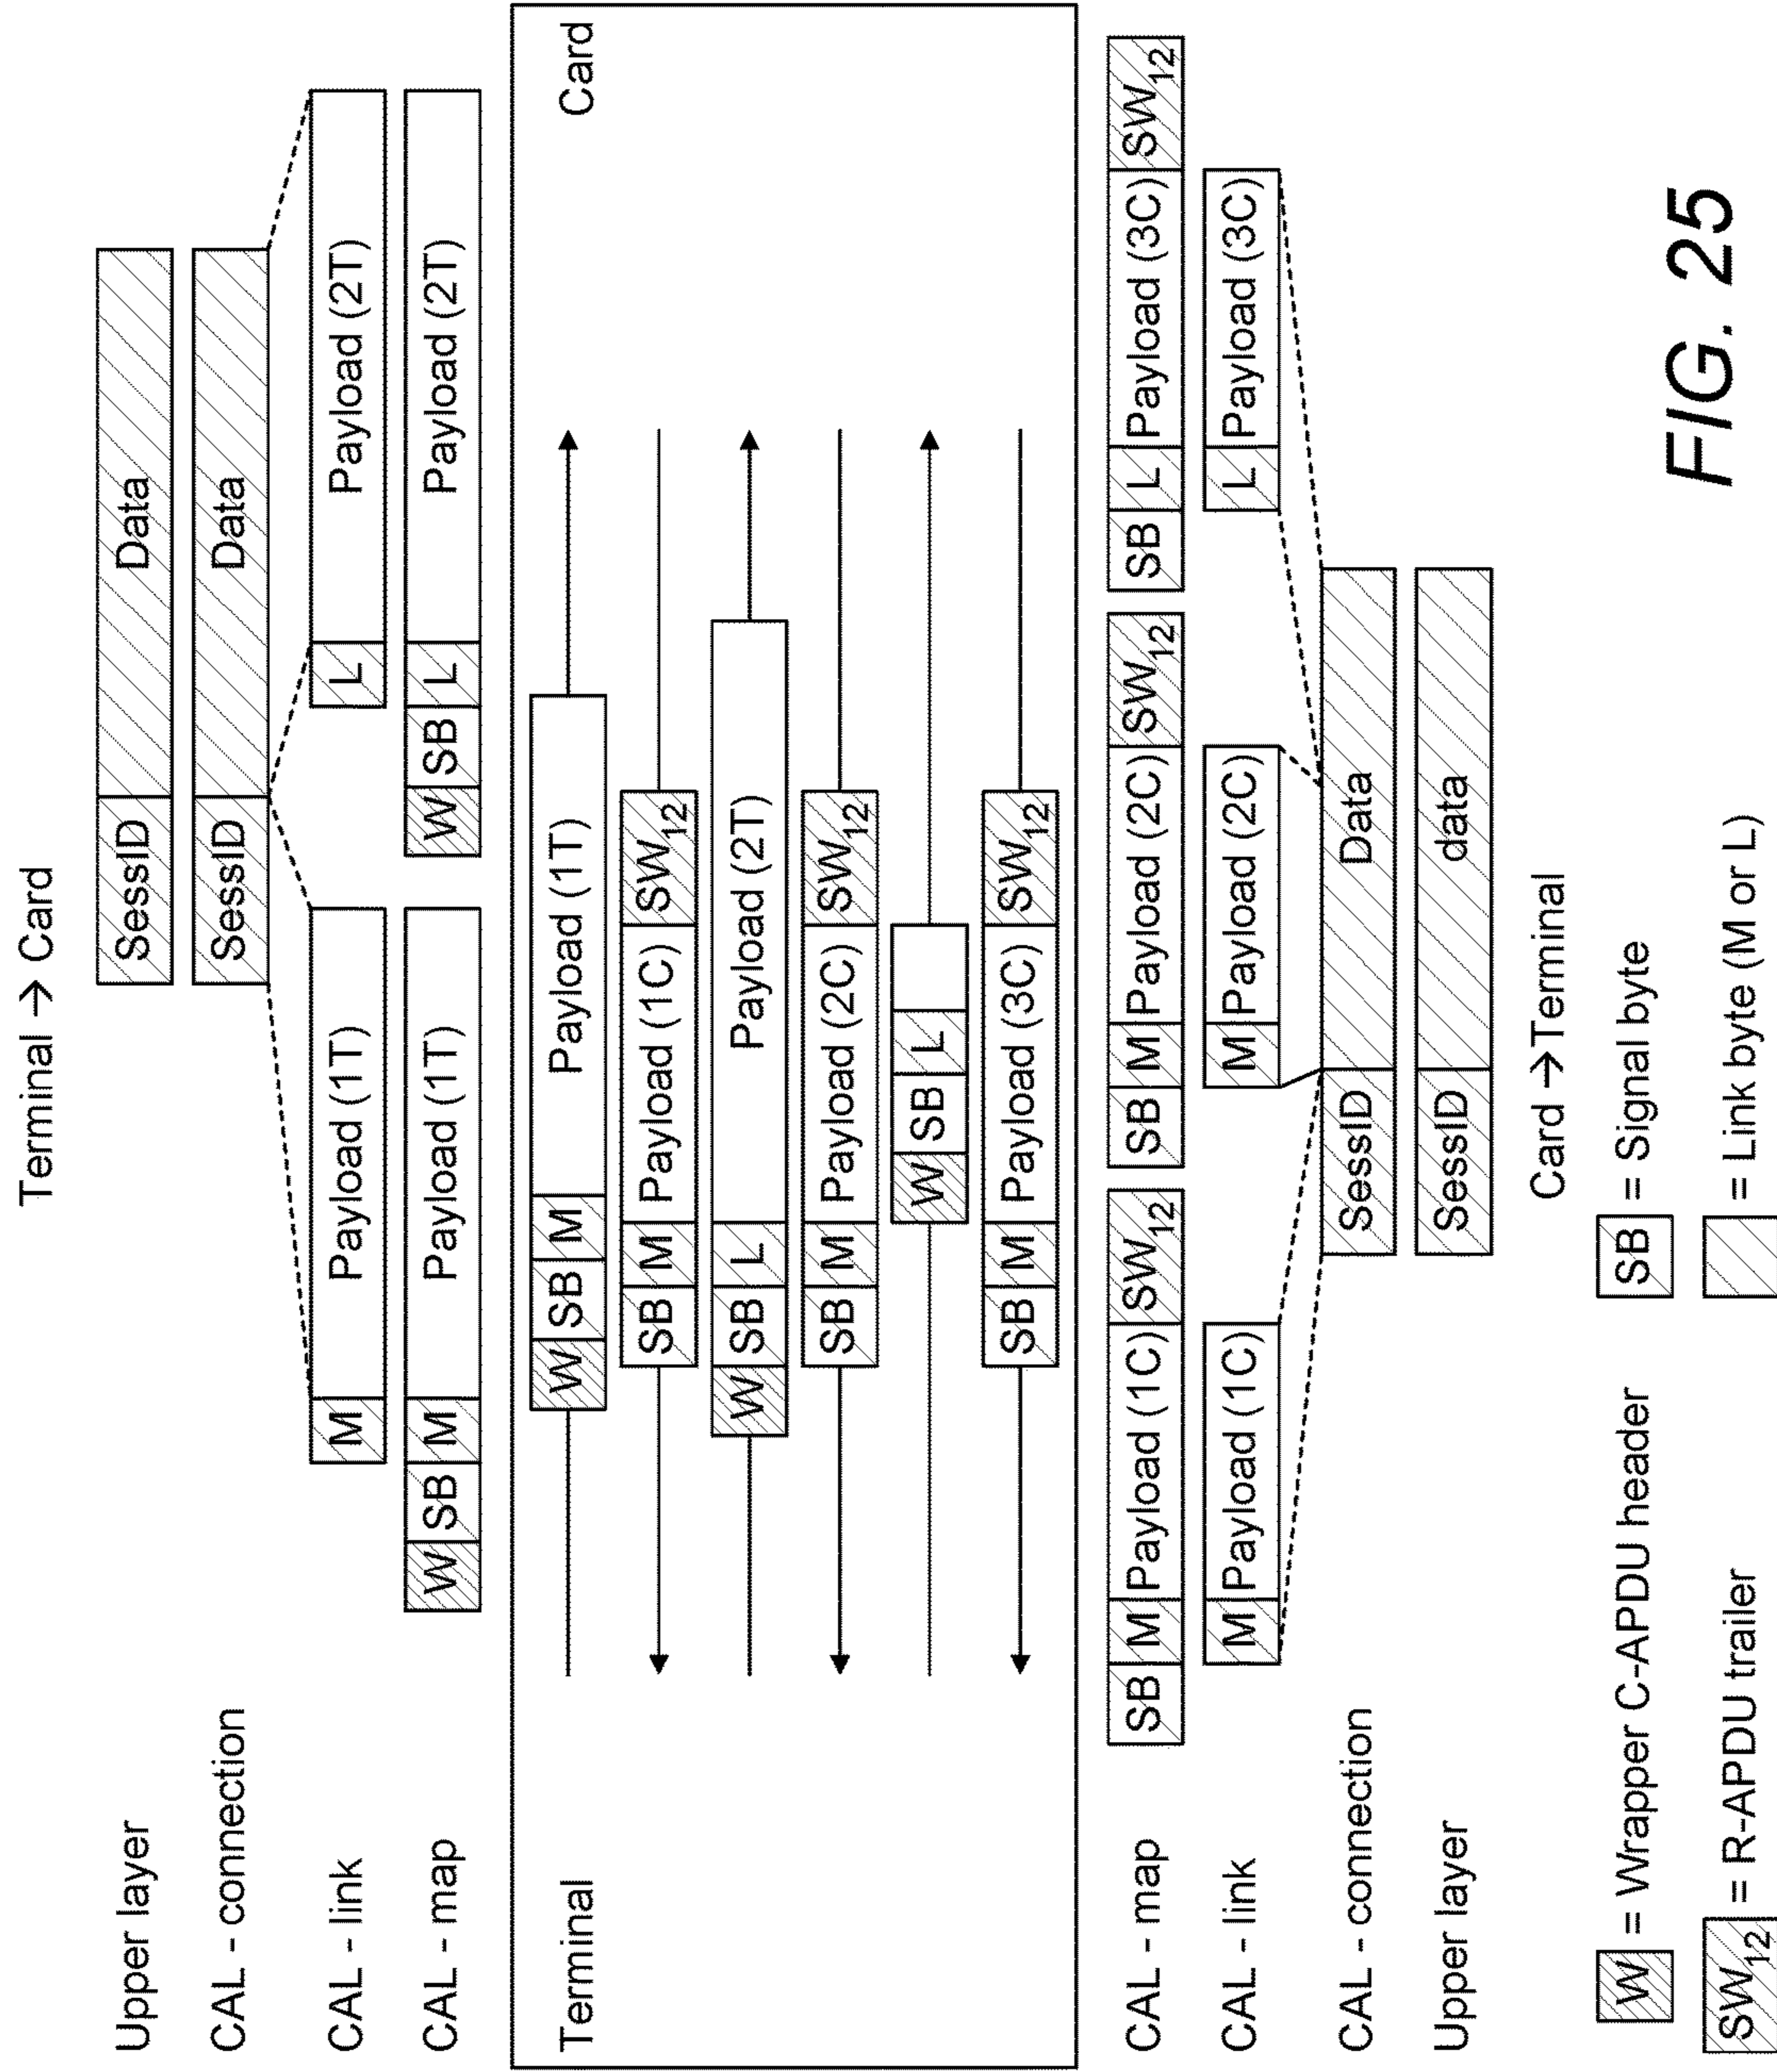 Terminal → Card
Upper layer SessID Data
CAL - connection SessID Data
CAL - link M Payload (1T) L Payload (2T)
CAL - map W SB M Payload (1T) W SB L Payload (2T)
Terminal Card
W SB M Payload (1T)
SB M Payload (1C) SW12
W SB L Payload (2T)
SB M Payload (2C) SW12
W SB L
SB M Payload (3C) SW12
CAL - map SB M Payload (1C) SW12 SB M Payload (2C) SW12 SB L Payload (3C) SW12
CAL - link M Payload (1C) M Payload (2C) L Payload (3C)
CAL - connection SessID Data
Upper layer SessID data
Card → Terminal
W = Wrapper C-APDU header SB = Signal byte
SW12 = R-APDU trailer = Link byte (M or L)
FIG. 25